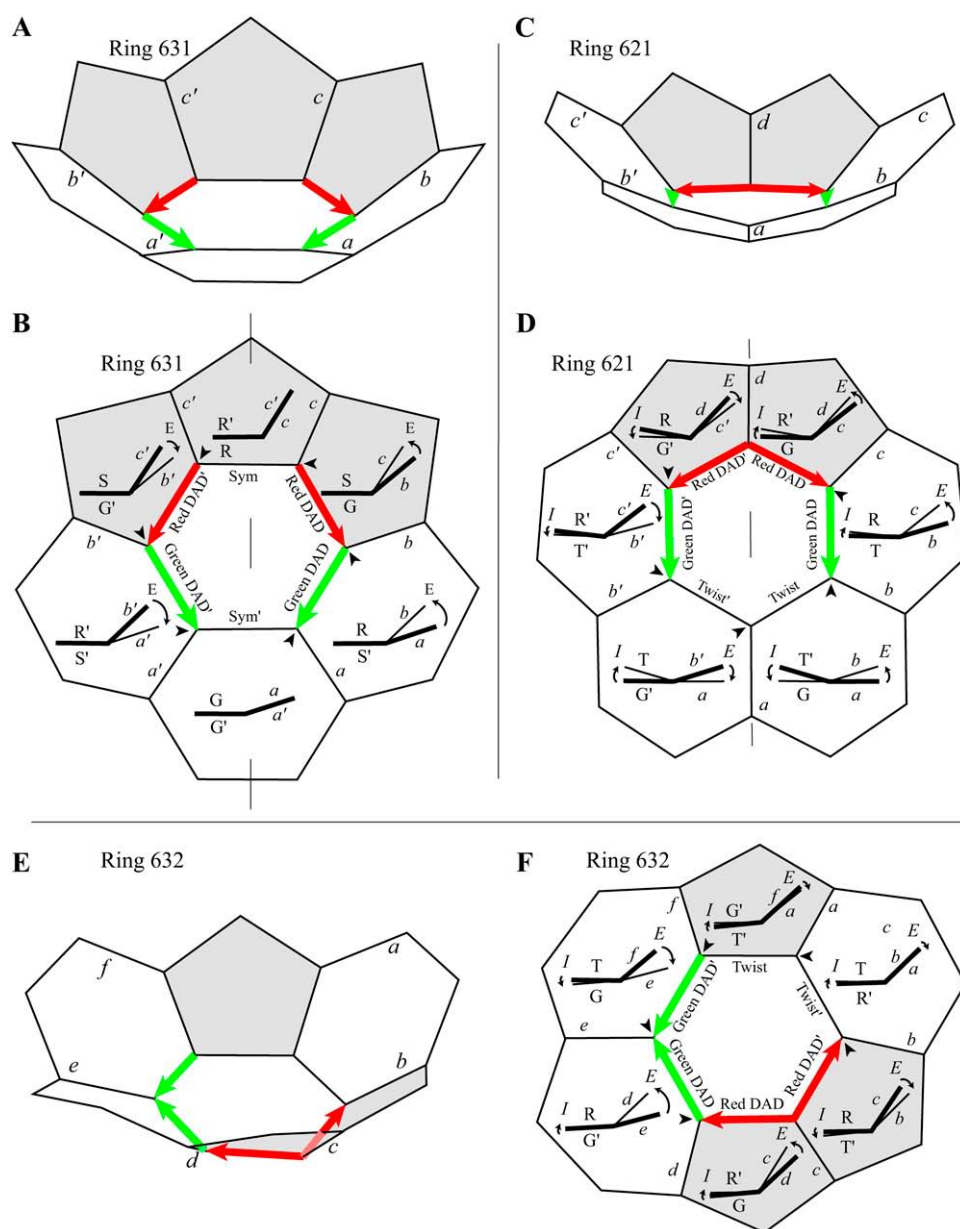 A
Ring 631
c'
c
b'
b
a'
a
B
Ring 631
c'
c
R'
R
c'
c
S
G'
c'
b'
E
S
G
c
b
E
Sym
Red DAD'
Red DAD
b'
b
Green DAD'
Green DAD
R'
S'
b'
a'
E
R
S'
b
a
E
Sym'
a'
a
G
G'
a
a'
C
Ring 621
c'
d
c
b'
b
a
D
Ring 621
d
I
R
G'
d
c'
E
I
R'
G
d
c
E
c'
c
Red DAD'
Red DAD
I
R'
T'
c'
b'
E
I
R
T
c
b
E
Green DAD'
Green DAD
b'
b
Twist'
Twist
I
T
G'
b'
a
E
I
T'
G
b
a
E
a
E
Ring 632
f
a
e
b
d
c
F
Ring 632
f
a
I
G'
T'
f
a
E
I
T
G
f
e
E
c
I
T
R'
b
a
E
Twist
Twist'
Green DAD'
e
b
Green DAD
Red DAD'
Red DAD
I
R
G'
d
e
E
I
R
T'
c
b
E
d
c
I
R'
G
c
d
E